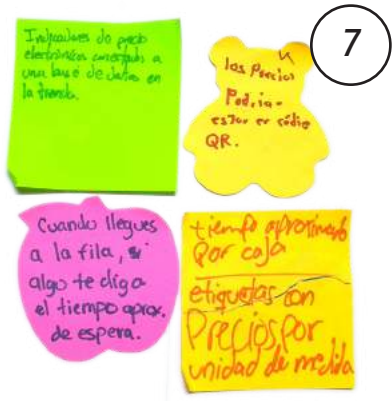 Indicadores de precio
electrónicos conectados a
una base de datos en
la tienda.
los Precios
Podria-
estar en códio
QR.
7
Cuando llegues
a la fila,
algo te diga
el tiempo aprox.
de espera.
tiempo aproximado
por caja
etiquetas con
Precios por
unidad de medida